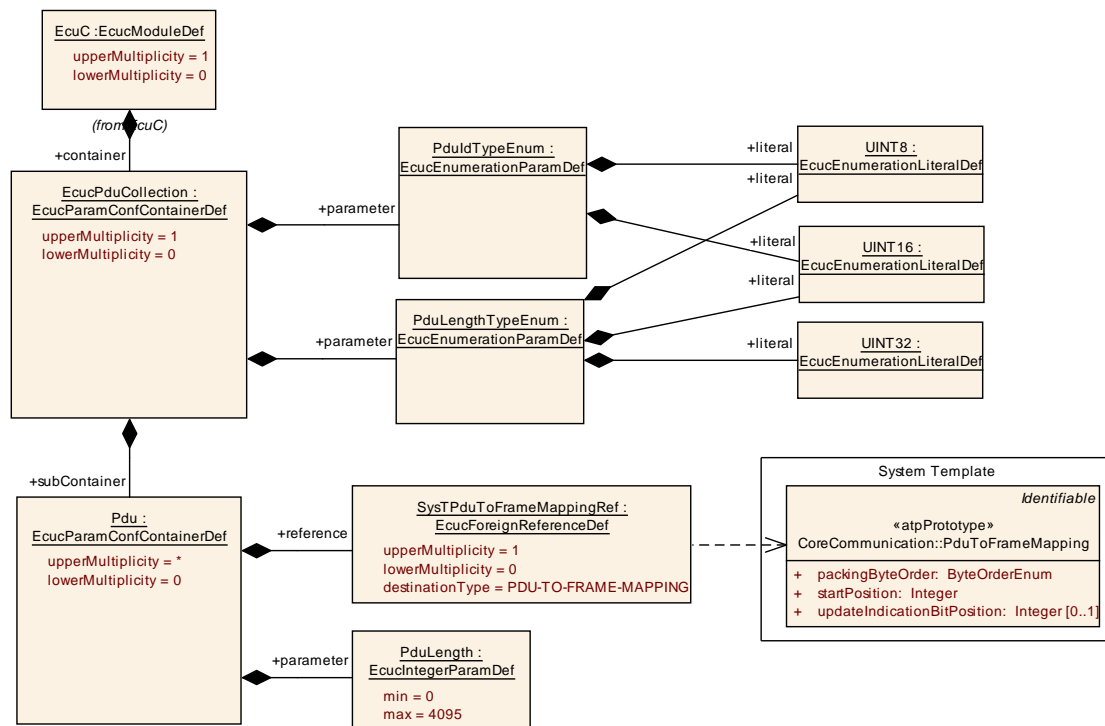 EcuC :EcucModuleDef
upperMultiplicity = 1
lowerMultiplicity = 0
(from EcuC)
+container
EcucPduCollection :
EcucParamConfContainerDef
upperMultiplicity = 1
lowerMultiplicity = 0
+parameter
PduIdTypeEnum :
EcucEnumerationParamDef
+literal
+literal
UINT8 :
EcucEnumerationLiteralDef
+literal
+literal
UINT16 :
EcucEnumerationLiteralDef
+parameter
PduLengthTypeEnum :
EcucEnumerationParamDef
+literal
UINT32 :
EcucEnumerationLiteralDef
+subContainer
Pdu :
EcucParamConfContainerDef
upperMultiplicity = *
lowerMultiplicity = 0
+reference
SysTPduToFrameMappingRef :
EcucForeignReferenceDef
upperMultiplicity = 1
lowerMultiplicity = 0
destinationType = PDU-TO-FRAME-MAPPING
System Template
Identifiable
«atpPrototype»
CoreCommunication::PduToFrameMapping
+ packingByteOrder: ByteOrderEnum
+ startPosition: Integer
+ updateIndicationBitPosition: Integer [0..1]
+parameter
PduLength :
EcucIntegerParamDef
min = 0
max = 4095